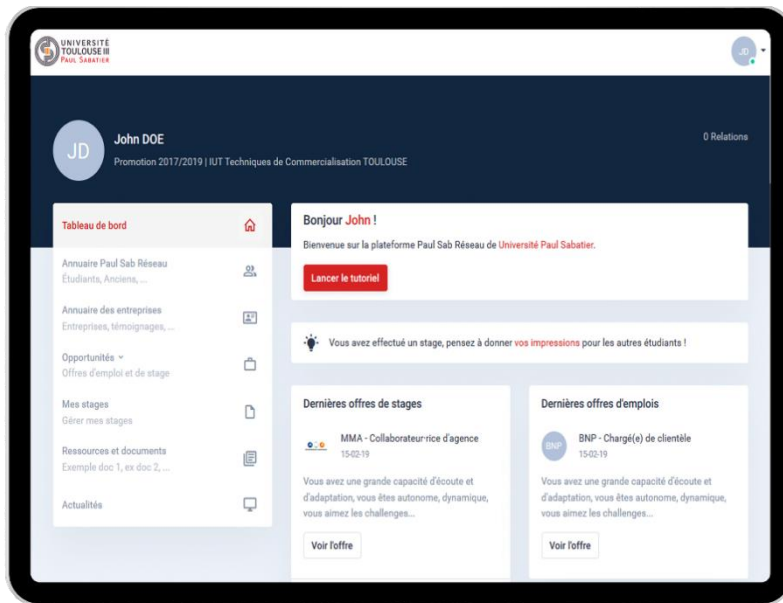 UNIVERSITÉ
TOULOUSE III
PAUL SABATIER
JD
JD
John DOE
Promotion 2017/2019 | IUT Techniques de Commercialisation TOULOUSE
0 Relations
Tableau de bord
Annuaire Paul Sab Réseau
Étudiants, Anciens, ...
Annuaire des entreprises
Entreprises, témoignages, ...
Opportunités
Offres d'emploi et de stage
Mes stages
Gérer mes stages
Ressources et documents
Exemple doc 1, ex doc 2, ...
Actualités
Bonjour John !
Bienvenue sur la plateforme Paul Sab Réseau de Université Paul Sabatier.
Lancer le tutoriel
Vous avez effectué un stage, pensez à donner vos impressions pour les autres étudiants !
Dernières offres de stages
MMA - Collaborateur·rice d'agence
15-02-19
Vous avez une grande capacité d'écoute et
d'adaptation, vous êtes autonome, dynamique,
vous aimez les challenges...
Voir l'offre
Dernières offres d'emplois
BNP
BNP - Chargé(e) de clientèle
15-02-19
Vous avez une grande capacité d'écoute et
d'adaptation, vous êtes autonome, dynamique,
vous aimez les challenges...
Voir l'offre